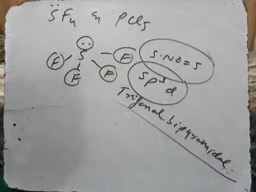 SF₄ & PCl₅
S
F F F F
S.NO = 5
Sp³d
Trigonal bipyramidal.